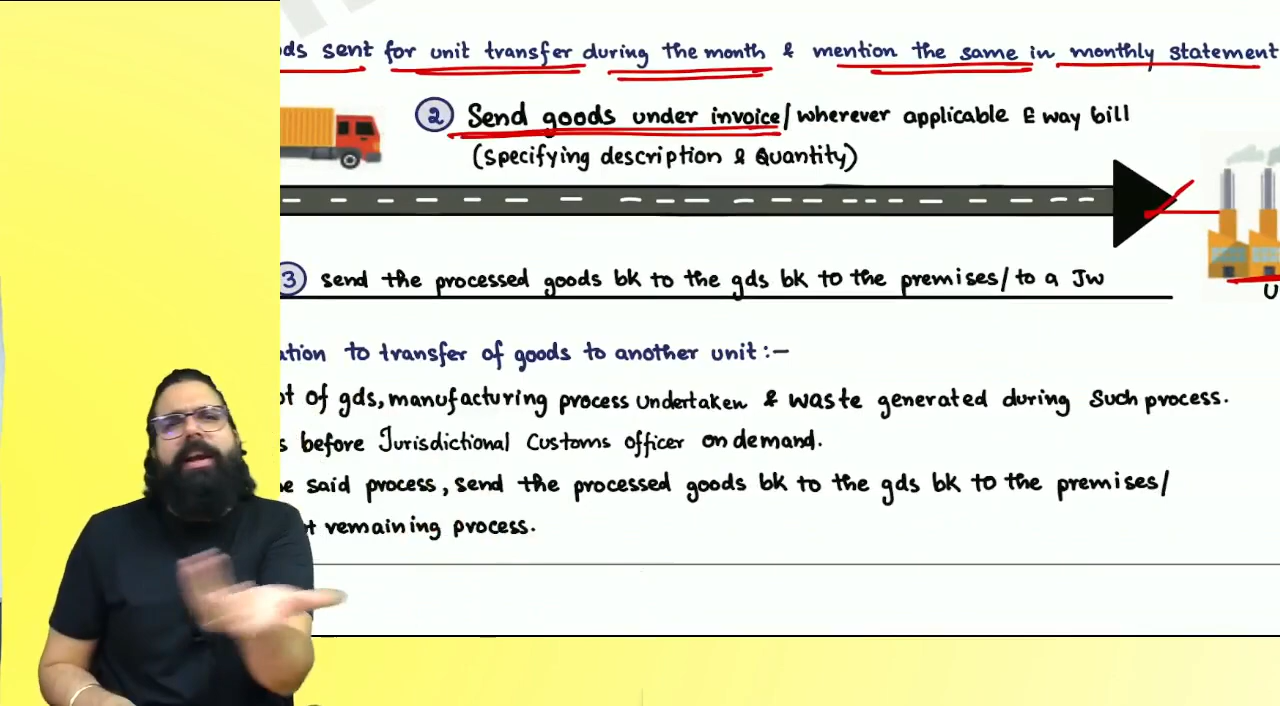 ds sent for unit transfer during the month & mention the same in monthly statement
② Send goods under invoice/wherever applicable E way bill
(specifying description & Quantity)
③ send the processed goods bk to the gds bk to the premises/to a Jw
U
ation to transfer of goods to another unit:-
ot of gds, manufacturing process undertaken & waste generated during Such process.
s before Jurisdictional Customs officer on demand.
e said process, send the processed goods bk to the gds bk to the premises/
remaining process.